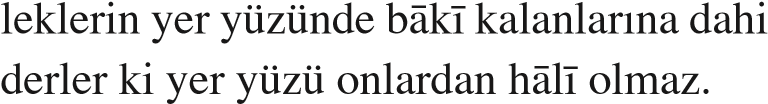 leklerin yer yüzünde bākī kalanlarına dahi
derler ki yer yüzü onlardan hālī olmaz.